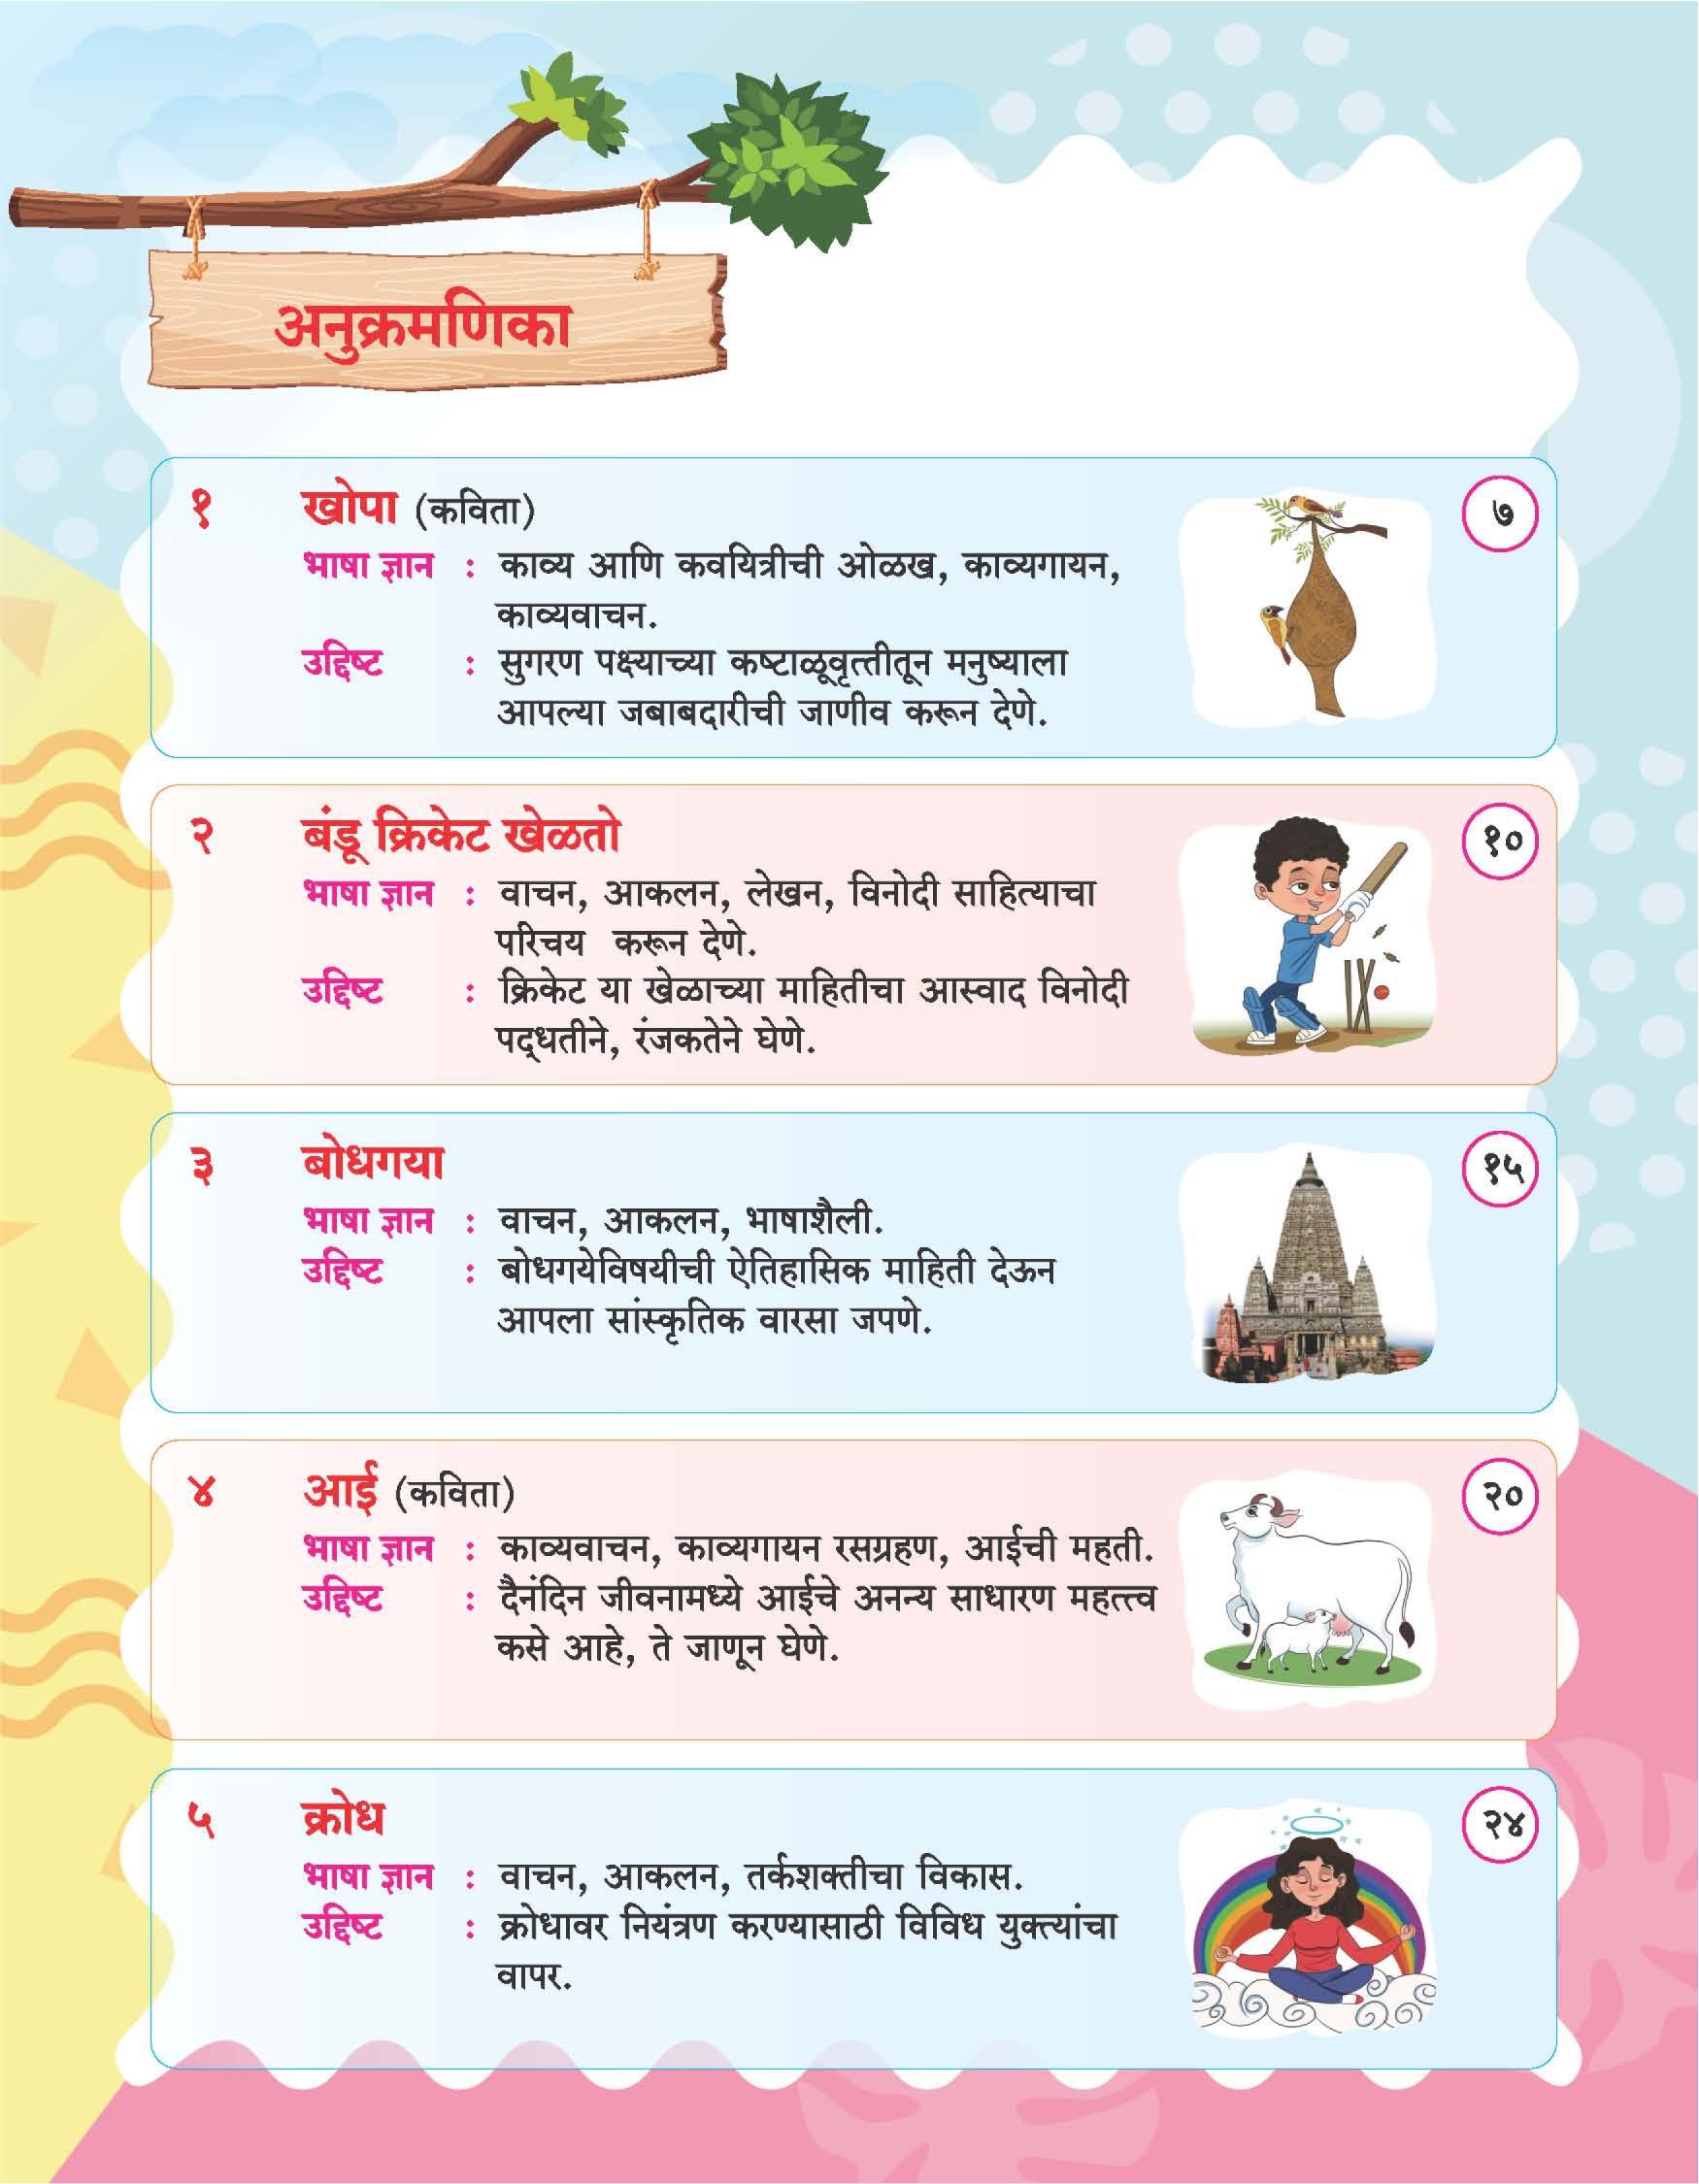 अनुक्रमणिका
१ खोपा (कविता) ७
भाषा ज्ञान : काव्य आणि कवयित्रीची ओळख, काव्यगायन,
काव्यवाचन.
उद्दिष्ट : सुगरण पक्ष्याच्या कष्टाळूवृत्तीतून मनुष्याला
आपल्या जबाबदारीची जाणीव करून देणे.
२ बंडू क्रिकेट खेळतो १०
भाषा ज्ञान : वाचन, आकलन, लेखन, विनोदी साहित्याचा
परिचय करून देणे.
उद्दिष्ट : क्रिकेट या खेळाच्या माहितीचा आस्वाद विनोदी
पद्धतीने, रंजकतेने घेणे.
३ बोधगया १५
भाषा ज्ञान : वाचन, आकलन, भाषाशैली.
उद्दिष्ट : बोधगयेविषयीची ऐतिहासिक माहिती देऊन
आपला सांस्कृतिक वारसा जपणे.
४ आई (कविता) २०
भाषा ज्ञान : काव्यवाचन, काव्यगायन रसग्रहण, आईची महती.
उद्दिष्ट : दैनंदिन जीवनामध्ये आईचे अनन्य साधारण महत्त्व
कसे आहे, ते जाणून घेणे.
५ क्रोध २४
भाषा ज्ञान : वाचन, आकलन, तर्कशक्तीचा विकास.
उद्दिष्ट : क्रोधावर नियंत्रण करण्यासाठी विविध युक्त्यांचा
वापर.